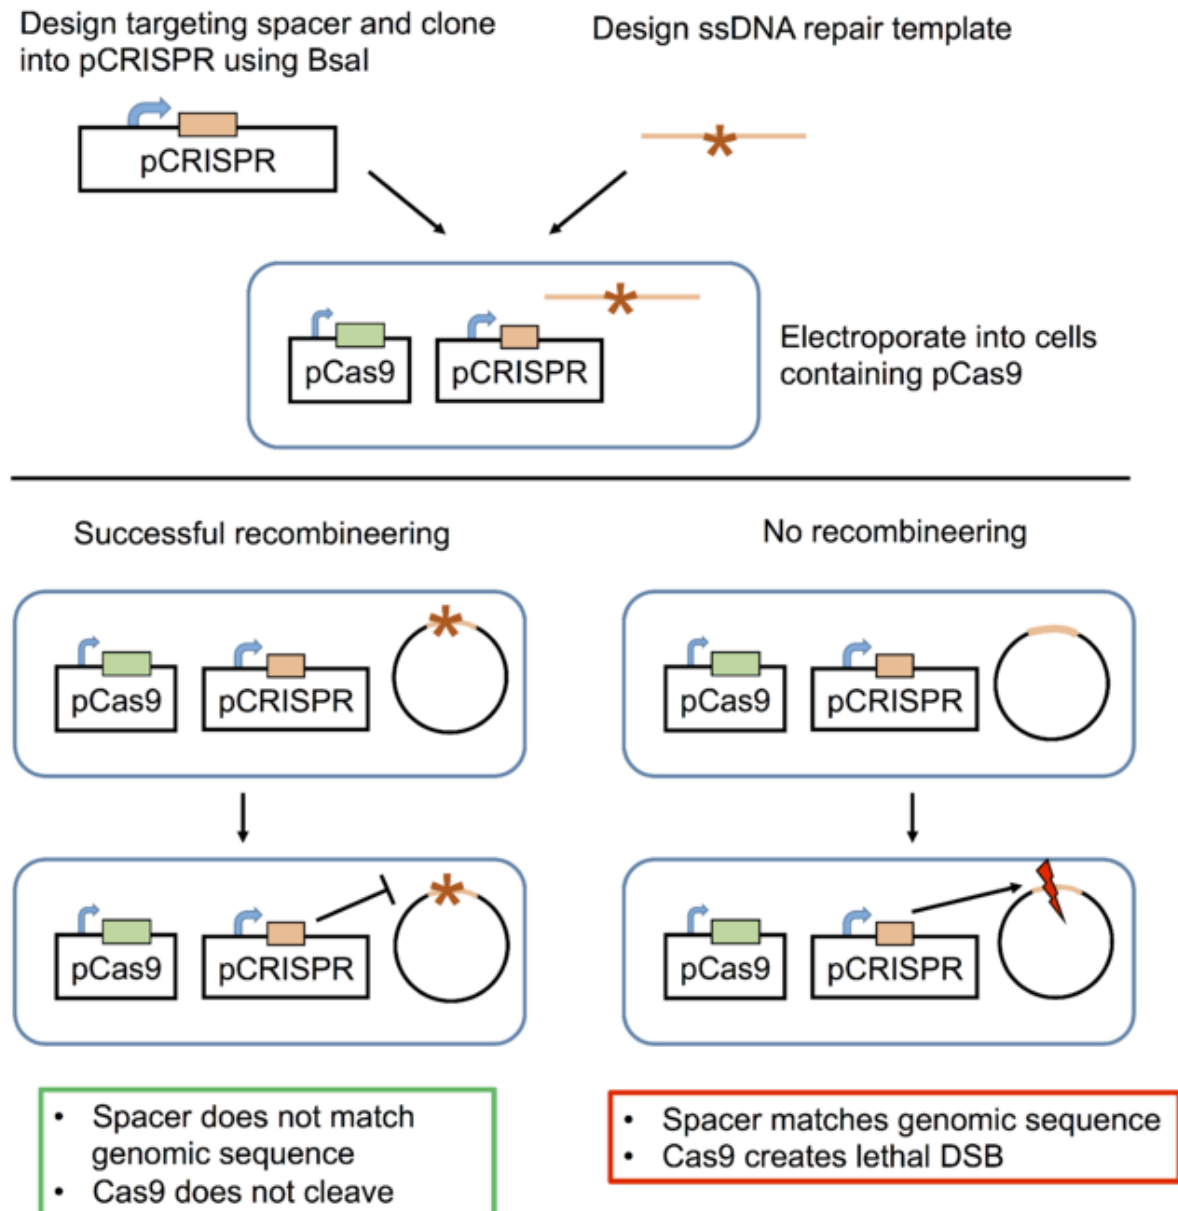 Design targeting spacer and clone
into pCRISPR using BsaI
Design ssDNA repair template
pCRISPR
pCas9
pCRISPR
Electroporate into cells
containing pCas9
Successful recombineering
No recombineering
pCas9
pCRISPR
pCas9
pCRISPR
pCas9
pCRISPR
pCas9
pCRISPR
• Spacer does not match
genomic sequence
• Cas9 does not cleave
• Spacer matches genomic sequence
• Cas9 creates lethal DSB